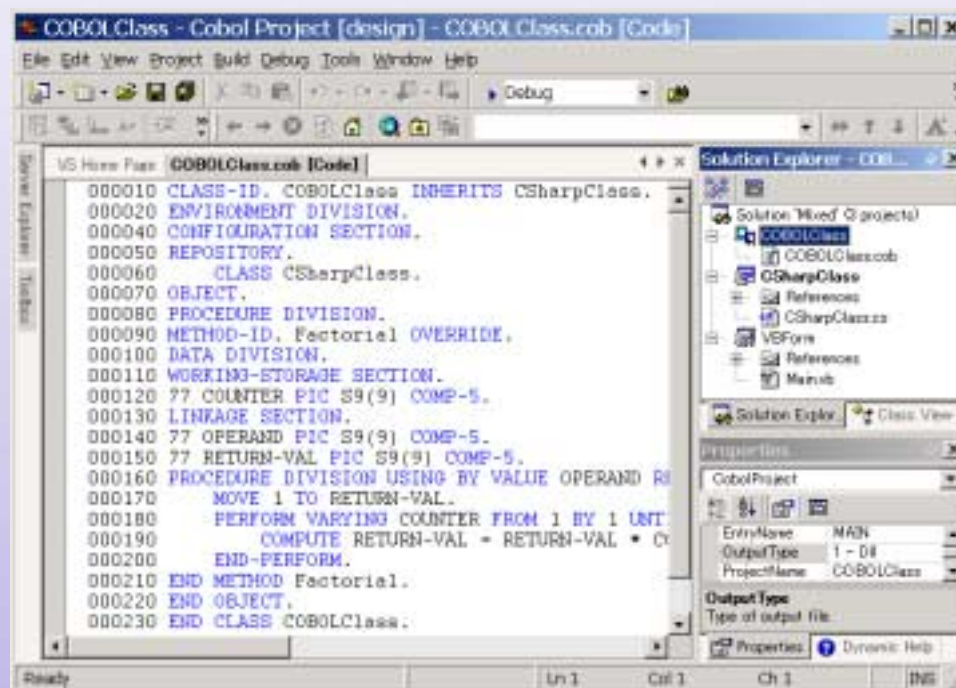 COBOLClass - Cobol Project [design] - COBOLClass.cob [Code]
File Edit View Project Build Debug Tools Window Help
Debug
Server Explorer
Toolbox
VS Home Page COBOLClass.cob [Code]
000010 CLASS-ID. COBOLClass INHERITS CSharpClass.
000020 ENVIRONMENT DIVISION.
000040 CONFIGURATION SECTION.
000050 REPOSITORY.
000060 CLASS CSharpClass.
000070 OBJECT.
000080 PROCEDURE DIVISION.
000090 METHOD-ID. Factorial OVERRIDE.
000100 DATA DIVISION.
000110 WORKING-STORAGE SECTION.
000120 77 COUNTER PIC S9(9) COMP-5.
000130 LINKAGE SECTION.
000140 77 OPERAND PIC S9(9) COMP-5.
000150 77 RETURN-VAL PIC S9(9) COMP-5.
000160 PROCEDURE DIVISION USING BY VALUE OPERAND RE
000170 MOVE 1 TO RETURN-VAL.
000180 PERFORM VARYING COUNTER FROM 1 BY 1 UNT
000190 COMPUTE RETURN-VAL = RETURN-VAL * CO
000200 END-PERFORM.
000210 END METHOD Factorial.
000220 END OBJECT.
000230 END CLASS COBOLClass.
Solution Explorer - COB...
Solution 'Mixed' (3 projects)
COBOLClass
COBOLClass.cob
CSharpClass
References
CSharpClass.cs
VBForm
References
Main.vb
Solution Explor... Class View
Properties
CobolProject
EntryName MAIN
OutputType 1 - Dll
ProjectName COBOLClass
OutputType
Type of output file.
Properties Dynamic Help
Ready Ln 1 Col 1 Ch 1 INS